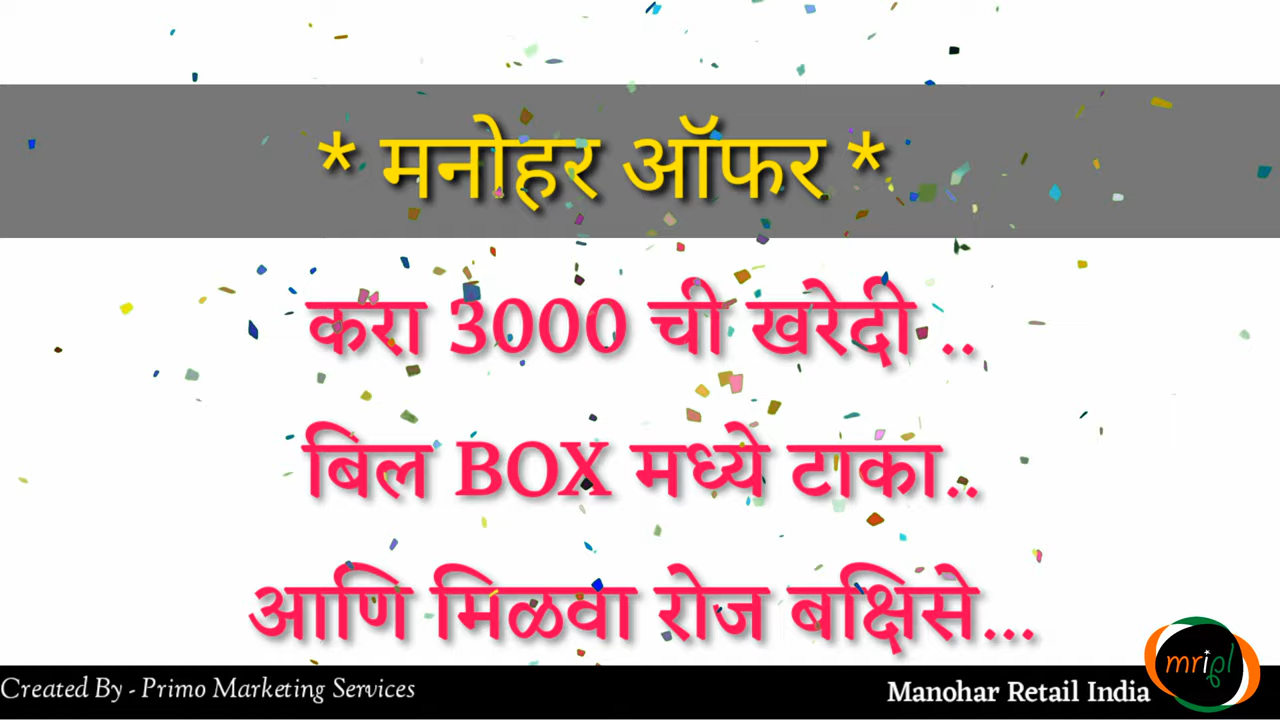 * मनोहर ऑफर *
करा 3000 ची खरेदी ..
बिल BOX मध्ये टाका..
आणि मिळवा रोज बक्षिसे...
Created By - Primo Marketing Services
Manohar Retail India
mripl